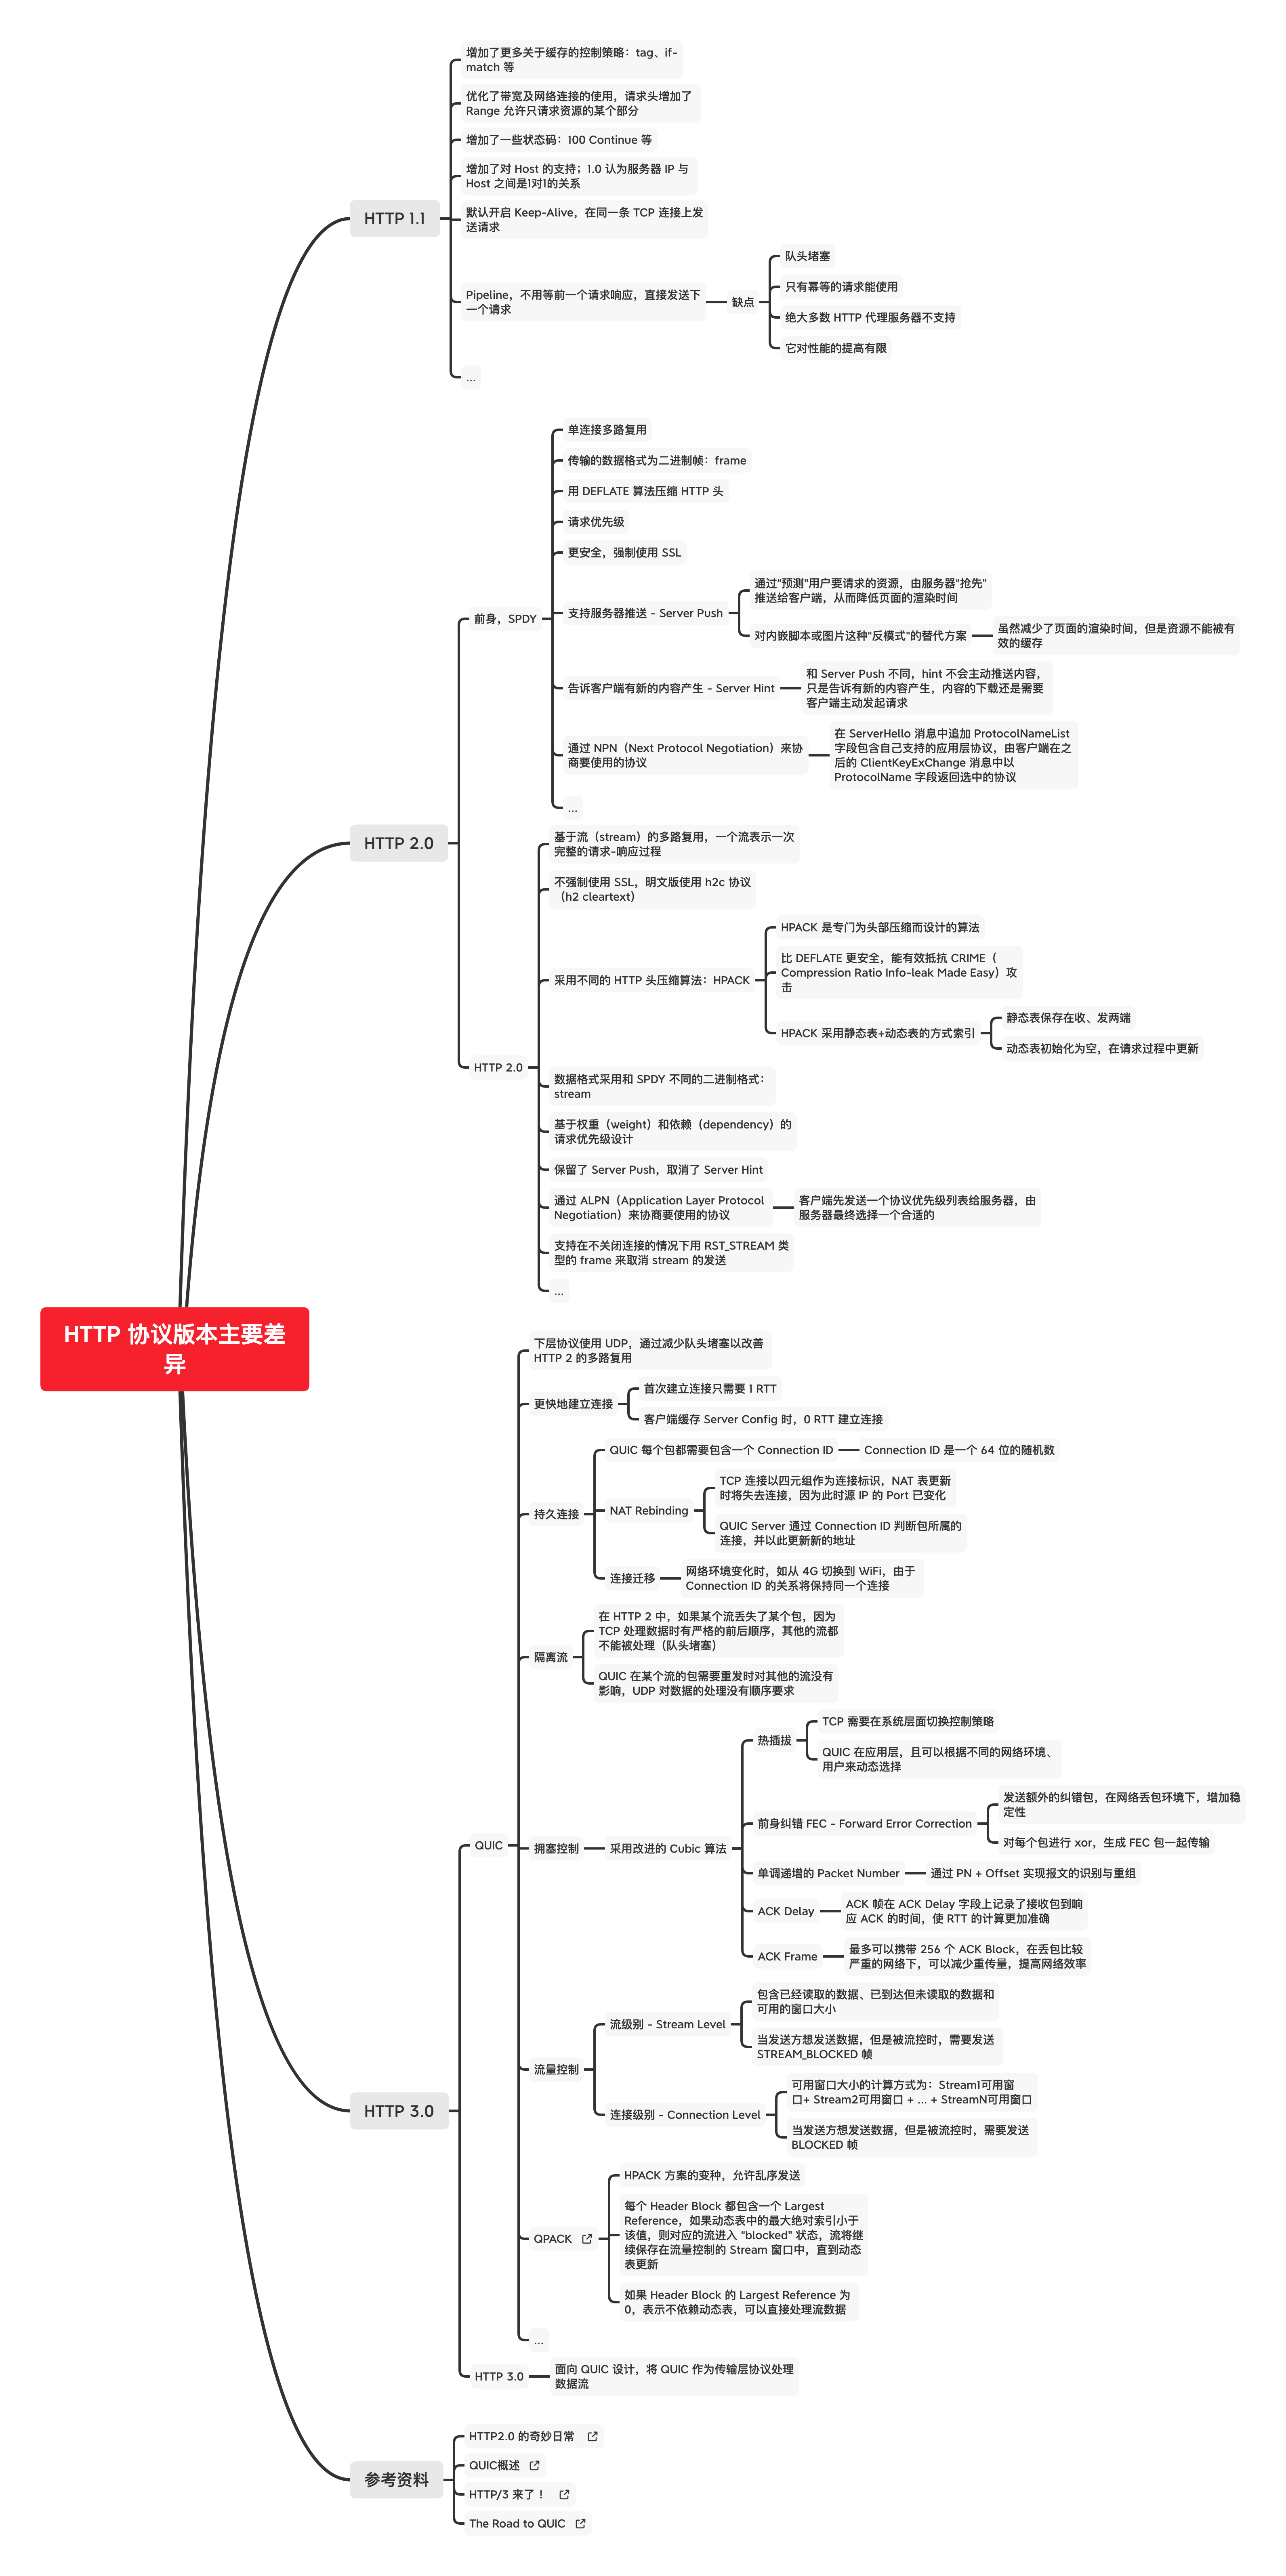 增加了更多关于缓存的控制策略：tag、if-
match 等
优化了带宽及网络连接的使用，请求头增加了
Range 允许只请求资源的某个部分
增加了一些状态码：100 Continue 等
增加了对 Host 的支持；1.0 认为服务器 IP 与
Host 之间是1对1的关系
HTTP 1.1
默认开启 Keep-Alive，在同一条 TCP 连接上发
送请求
Pipeline，不用等前一个请求响应，直接发送下
一个请求
缺点
队头堵塞
只有幂等的请求能使用
绝大多数 HTTP 代理服务器不支持
它对性能的提高有限
...
HTTP 2.0
前身，SPDY
单连接多路复用
传输的数据格式为二进制帧：frame
用 DEFLATE 算法压缩 HTTP 头
请求优先级
更安全，强制使用 SSL
支持服务器推送 - Server Push
通过"预测"用户要请求的资源，由服务器"抢先"
推送给客户端，从而降低页面的渲染时间
对内嵌脚本或图片这种"反模式"的替代方案
虽然减少了页面的渲染时间，但是资源不能被有
效的缓存
告诉客户端有新的内容产生 - Server Hint
和 Server Push 不同，hint 不会主动推送内容，
只是告诉有新的内容产生，内容的下载还是需要
客户端主动发起请求
通过 NPN（Next Protocol Negotiation）来协
商要使用的协议
在 ServerHello 消息中追加 ProtocolNameList
字段包含自己支持的应用层协议，由客户端在之
后的 ClientKeyExChange 消息中以
ProtocolName 字段返回选中的协议
...
HTTP 2.0
基于流（stream）的多路复用，一个流表示一次
完整的请求-响应过程
不强制使用 SSL，明文版使用 h2c 协议
（h2 cleartext）
采用不同的 HTTP 头压缩算法：HPACK
HPACK 是专门为头部压缩而设计的算法
比 DEFLATE 更安全，能有效抵抗 CRIME（
Compression Ratio Info-leak Made Easy）攻
击
HPACK 采用静态表+动态表的方式索引
静态表保存在收、发两端
动态表初始化为空，在请求过程中更新
数据格式采用和 SPDY 不同的二进制格式：
stream
基于权重（weight）和依赖（dependency）的
请求优先级设计
保留了 Server Push，取消了 Server Hint
通过 ALPN（Application Layer Protocol
Negotiation）来协商要使用的协议
客户端先发送一个协议优先级列表给服务器，由
服务器最终选择一个合适的
支持在不关闭连接的情况下用 RST_STREAM 类
型的 frame 来取消 stream 的发送
...
HTTP 协议版本主要差
异
HTTP 3.0
QUIC
下层协议使用 UDP，通过减少队头堵塞以改善
HTTP 2 的多路复用
更快地建立连接
首次建立连接只需要 1 RTT
客户端缓存 Server Config 时，0 RTT 建立连接
持久连接
QUIC 每个包都需要包含一个 Connection ID
Connection ID 是一个 64 位的随机数
NAT Rebinding
TCP 连接以四元组作为连接标识，NAT 表更新
时将失去连接，因为此时源 IP 的 Port 已变化
QUIC Server 通过 Connection ID 判断包所属的
连接，并以此更新新的地址
连接迁移
网络环境变化时，如从 4G 切换到 WiFi，由于
Connection ID 的关系将保持同一个连接
隔离流
在 HTTP 2 中，如果某个流丢失了某个包，因为
TCP 处理数据时有严格的前后顺序，其他的流都
不能被处理（队头堵塞）
QUIC 在某个流的包需要重发时对其他的流没有
影响，UDP 对数据的处理没有顺序要求
拥塞控制
采用改进的 Cubic 算法
热插拔
TCP 需要在系统层面切换控制策略
QUIC 在应用层，且可以根据不同的网络环境、
用户来动态选择
前身纠错 FEC - Forward Error Correction
发送额外的纠错包，在网络丢包环境下，增加稳
定性
对每个包进行 xor，生成 FEC 包一起传输
单调递增的 Packet Number
通过 PN + Offset 实现报文的识别与重组
ACK Delay
ACK 帧在 ACK Delay 字段上记录了接收包到响
应 ACK 的时间，使 RTT 的计算更加准确
ACK Frame
最多可以携带 256 个 ACK Block，在丢包比较
严重的网络下，可以减少重传量，提高网络效率
流量控制
流级别 - Stream Level
包含已经读取的数据、已到达但未读取的数据和
可用的窗口大小
当发送方想发送数据，但是被流控时，需要发送
STREAM_BLOCKED 帧
连接级别 - Connection Level
可用窗口大小的计算方式为：Stream1可用窗
口+ Stream2可用窗口 + ... + StreamN可用窗口
当发送方想发送数据，但是被流控时，需要发送
BLOCKED 帧
QPACK
HPACK 方案的变种，允许乱序发送
每个 Header Block 都包含一个 Largest
Reference，如果动态表中的最大绝对索引小于
该值，则对应的流进入 "blocked" 状态，流将继
续保存在流量控制的 Stream 窗口中，直到动态
表更新
如果 Header Block 的 Largest Reference 为
0，表示不依赖动态表，可以直接处理流数据
...
HTTP 3.0
面向 QUIC 设计，将 QUIC 作为传输层协议处理
数据流
参考资料
HTTP2.0 的奇妙日常
QUIC概述
HTTP/3 来了！
The Road to QUIC